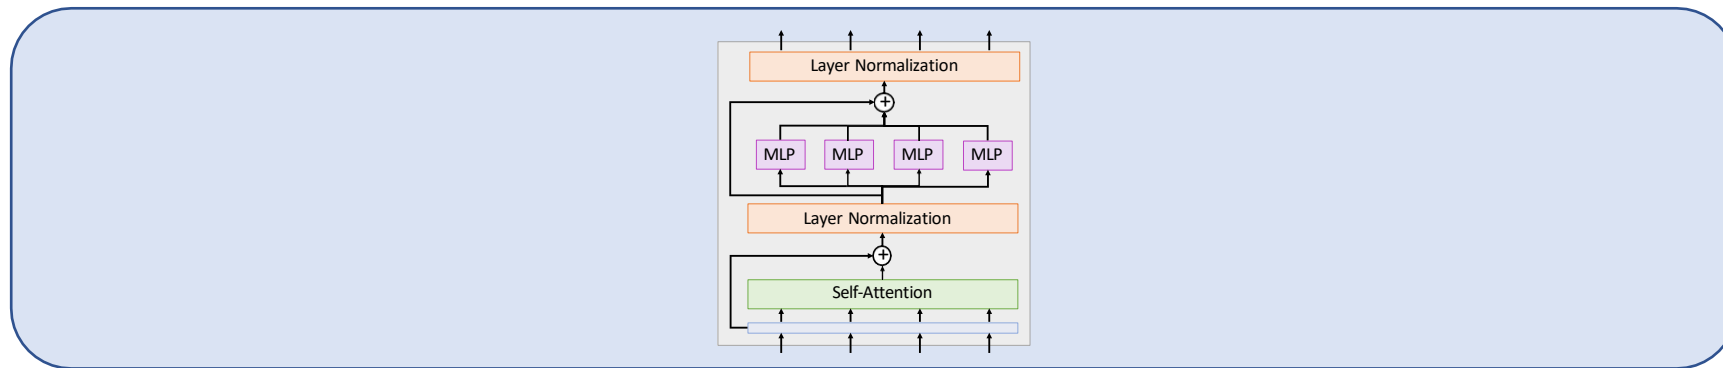 Layer Normalization
MLP MLP MLP MLP
Layer Normalization
Self-Attention